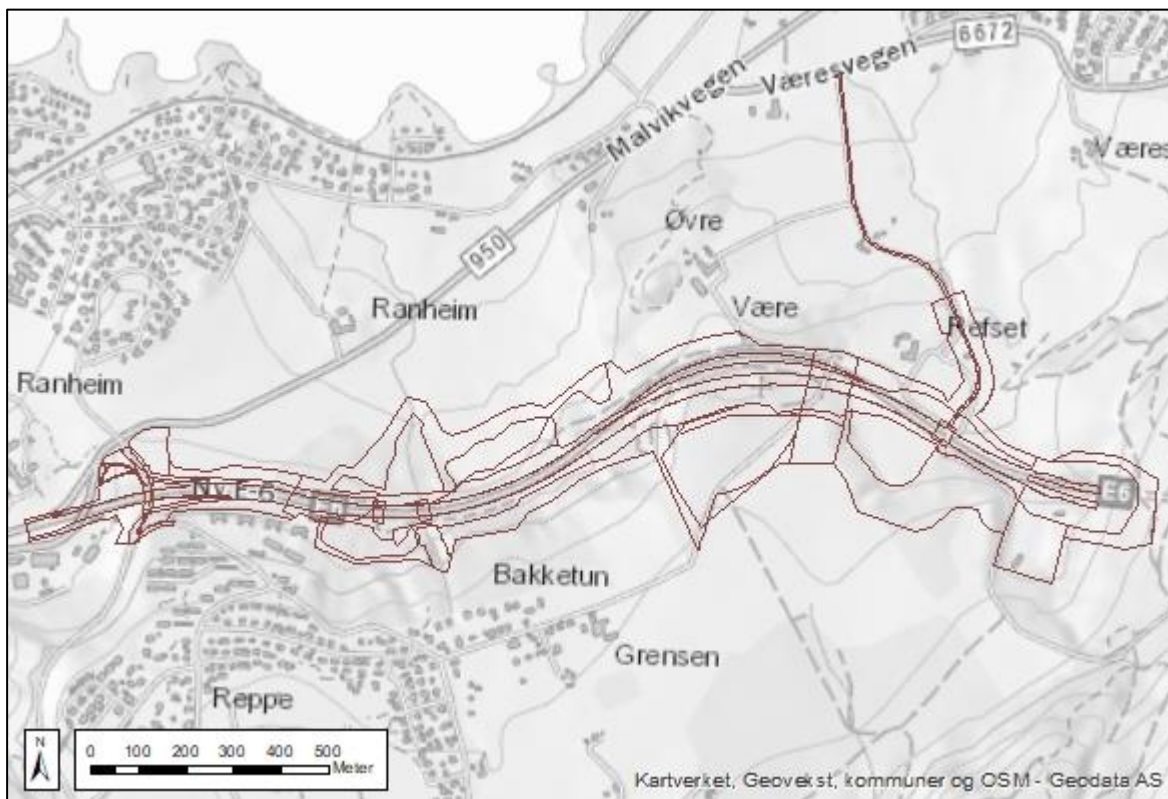 6672
Væresvegen
Malvikvegen
Væres
Øvre
950
Ranheim
Være
Refset
Ranheim
Ny E-6
E6
E6
Bakketun
Grensen
Reppe
N
0 100 200 300 400 500
Meter
Kartverket, Geovekst, kommuner og OSM - Geodata AS